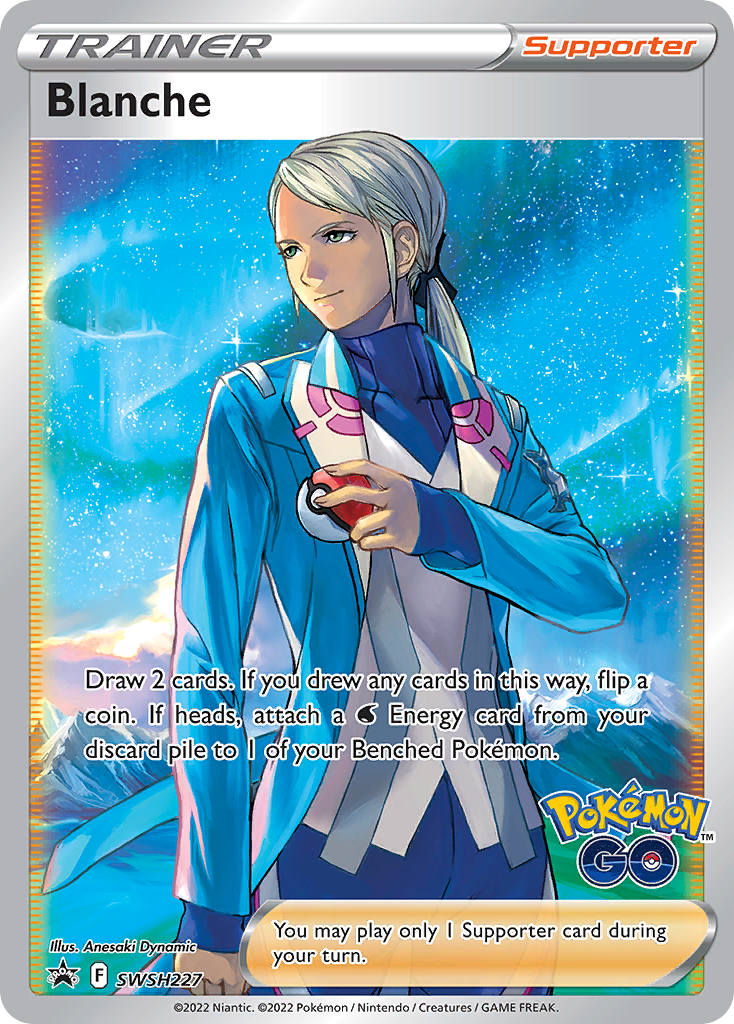 TRAINER
Supporter
Blanche
Draw 2 cards. If you drew any cards in this way, flip a
coin. If heads, attach a Energy card from your
discard pile to 1 of your Benched Pokémon.
POKéMON™
GO
You may play only 1 Supporter card during
your turn.
Illus. Anesaki Dynamic
PROMO F SWSH227
©2022 Niantic. ©2022 Pokémon / Nintendo / Creatures / GAME FREAK.